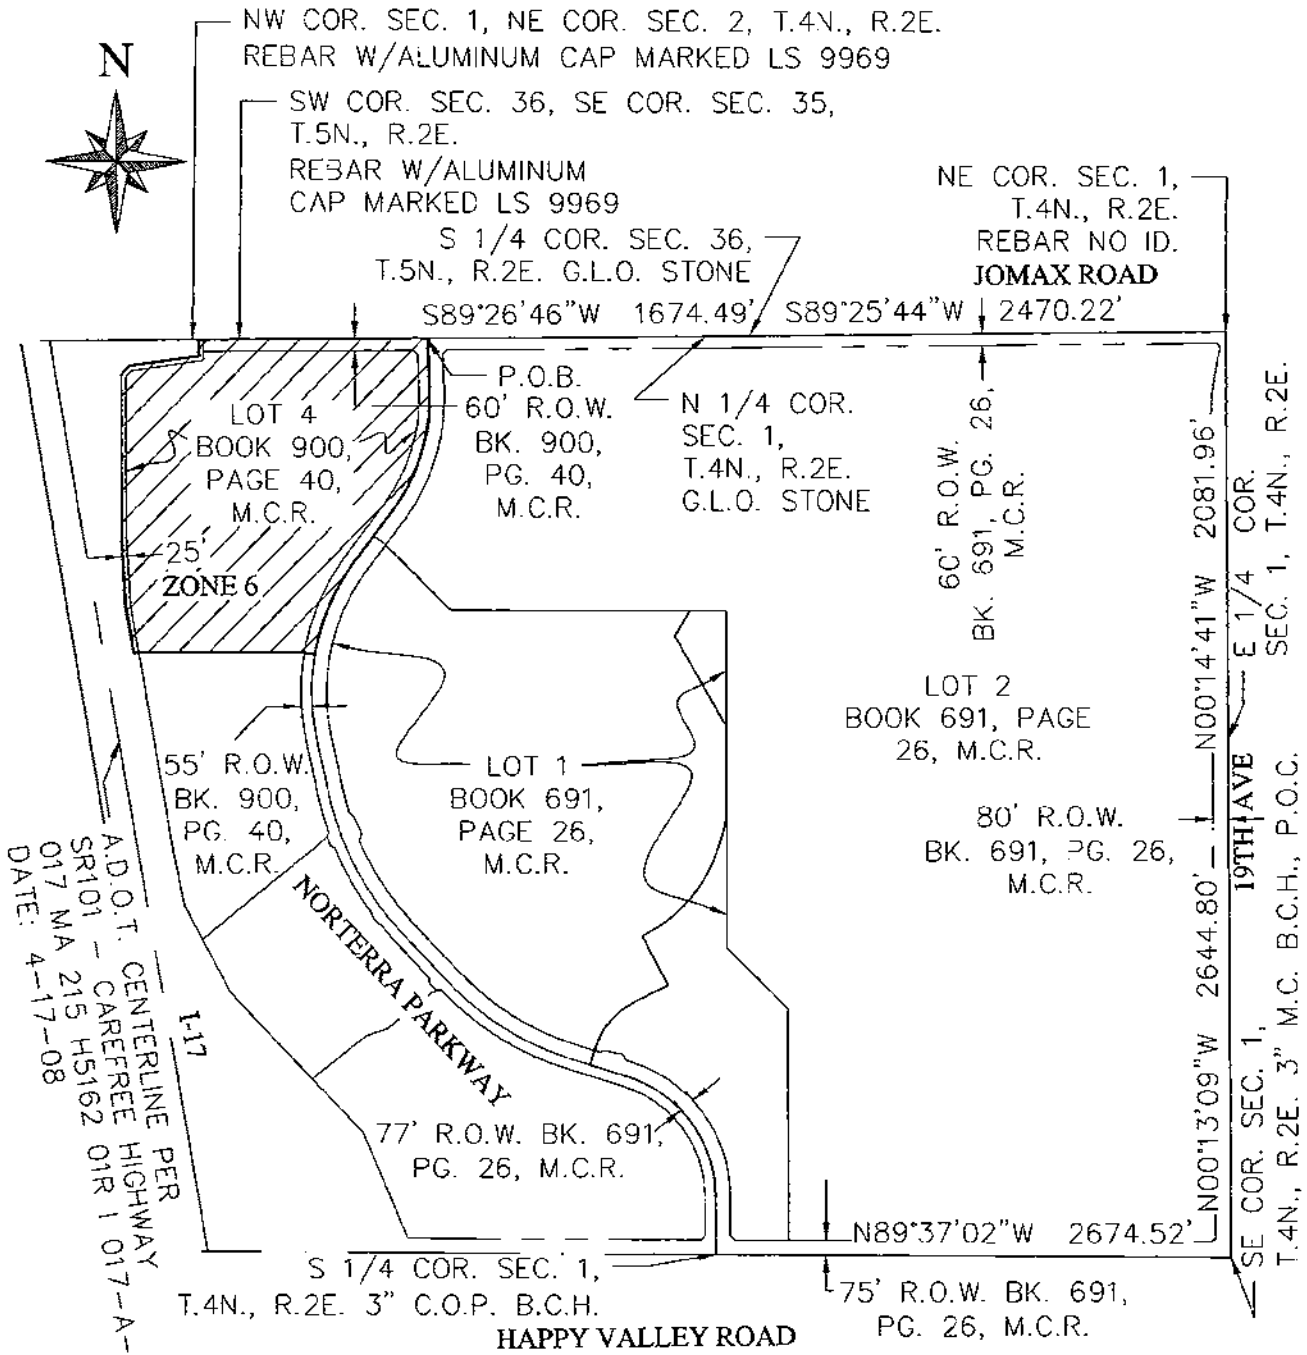 NW COR. SEC. 1, NE COR. SEC. 2, T.4N., R.2E.
REBAR W/ALUMINUM CAP MARKED LS 9969
N
SW COR. SEC. 36, SE COR. SEC. 35,
T.5N., R.2E.
REBAR W/ALUMINUM
CAP MARKED LS 9969
NE COR. SEC. 1,
T.4N., R.2E.
REBAR NO ID.
JOMAX ROAD
S 1/4 COR. SEC. 36,
T.5N., R.2E. G.L.O. STONE
S89°26'46"W 1674.49'
S89°25'44"W 2470.22'
P.O.B.
60' R.O.W.
BK. 900,
PG. 40,
M.C.R.
LOT 4
BOOK 900,
PAGE 40,
M.C.R.
N 1/4 COR.
SEC. 1,
T.4N., R.2E.
G.L.O. STONE
60' R.O.W.
BK. 691, PG. 26,
M.C.R.
25'
ZONE 6
N00°14'41"W 2081.96'
E 1/4 COR.
SEC. 1, T.4N., R.2E.
LOT 2
BOOK 691, PAGE
26, M.C.R.
55' R.O.W.
BK. 900,
PG. 40,
M.C.R.
LOT 1
BOOK 691,
PAGE 26,
M.C.R.
80' R.O.W.
BK. 691, PG. 26,
M.C.R.
19TH AVE
NORTERRA PARKWAY
I-17
A.D.O.T. CENTERLINE PER
SR101 - CAREFREE HIGHWAY
017 MA 215 H5162 01R 1 017-A-
DATE: 4-17-08
N00°13'09"W 2644.80'
SE COR. SEC. 1,
T.4N., R.2E. 3" M.C. B.C.H., P.O.C.
77' R.O.W. BK. 691,
PG. 26, M.C.R.
N89°37'02"W 2674.52'
S 1/4 COR. SEC. 1,
T.4N., R.2E. 3" C.O.P. B.C.H.
75' R.O.W. BK. 691,
PG. 26, M.C.R.
HAPPY VALLEY ROAD